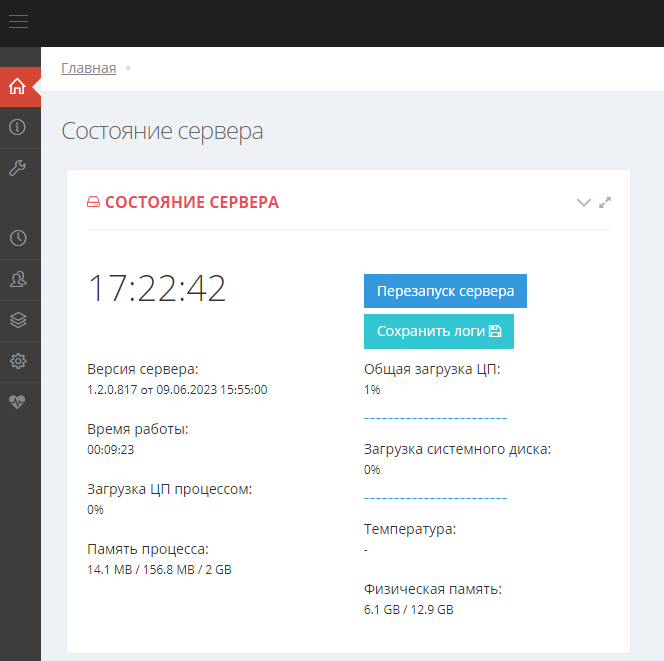 Главная
Состояние сервера
СОСТОЯНИЕ СЕРВЕРА
17:22:42
Версия сервера:
1.2.0.817 от 09.06.2023 15:55:00
Время работы:
00:09:23
Загрузка ЦП процессом:
0%
Память процесса:
14.1 MB / 156.8 MB / 2 GB
Перезапуск сервера
Сохранить логи
Общая загрузка ЦП:
1%
Загрузка системного диска:
0%
Температура:
-
Физическая память:
6.1 GB / 12.9 GB